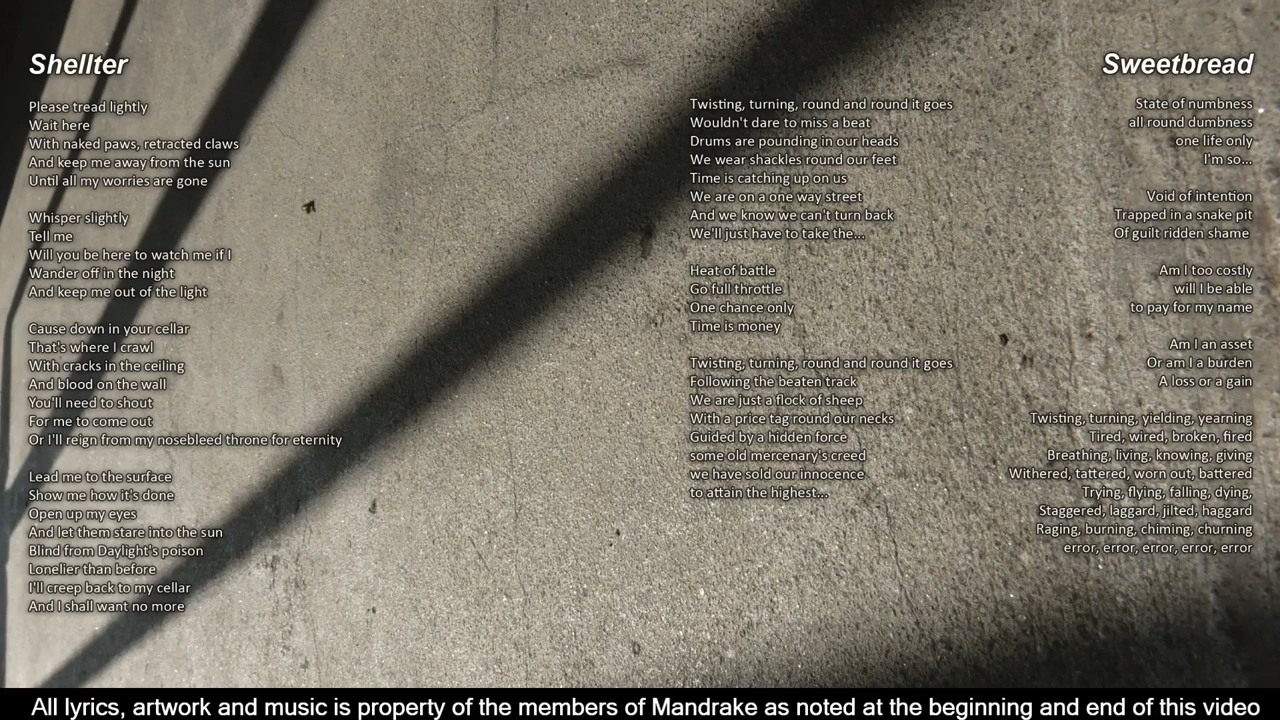 Shellter
Please tread lightly
Wait here
With naked paws, retracted claws
And keep me away from the sun
Until all my worries are gone
Whisper slightly
Tell me
Will you be here to watch me if I
Wander off in the night
And keep me out of the light
Cause down in your cellar
That's where I crawl
With cracks in the ceiling
And blood on the wall
You'll need to shout
For me to come out
Or I'll reign from my nosebleed throne for eternity
Lead me to the surface
Show me how it's done
Open up my eyes
And let them stare into the sun
Blind from Daylight's poison
Lonelier than before
I'll creep back to my cellar
And I shall want no more
Sweetbread
Twisting, turning, round and round it goes
Wouldn't dare to miss a beat
Drums are pounding in our heads
We wear shackles round our feet
Time is catching up on us
We are on a one way street
And we know we can't turn back
We'll just have to take the...
Heat of battle
Go full throttle
One chance only
Time is money
Twisting, turning, round and round it goes
Following the beaten track
We are just a flock of sheep
With a price tag round our necks
Guided by a hidden force
some old mercenary's creed
we have sold our innocence
to attain the highest...
State of numbness
all round dumbness
one life only
I'm so...
Void of intention
Trapped in a snake pit
Of guilt ridden shame
Am I too costly
will I be able
to pay for my name
Am I an asset
Or am I a burden
A loss or a gain
Twisting, turning, yielding, yearning
Tired, wired, broken, fired
Breathing, living, knowing, giving
Withered, tattered, worn out, battered
Trying, flying, falling, dying,
Staggered, laggard, jilted, haggard
Raging, burning, chiming, churning
error, error, error, error, error
All lyrics, artwork and music is property of the members of Mandrake as noted at the beginning and end of this video